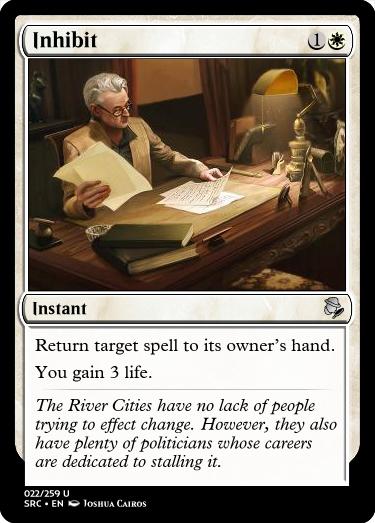 Inhibit 1
Instant
Return target spell to its owner's hand.
You gain 3 life.
The River Cities have no lack of people
trying to effect change. However, they also
have plenty of politicians whose careers
are dedicated to stalling it.
022/259 U
SRC • EN Joshua Cairos